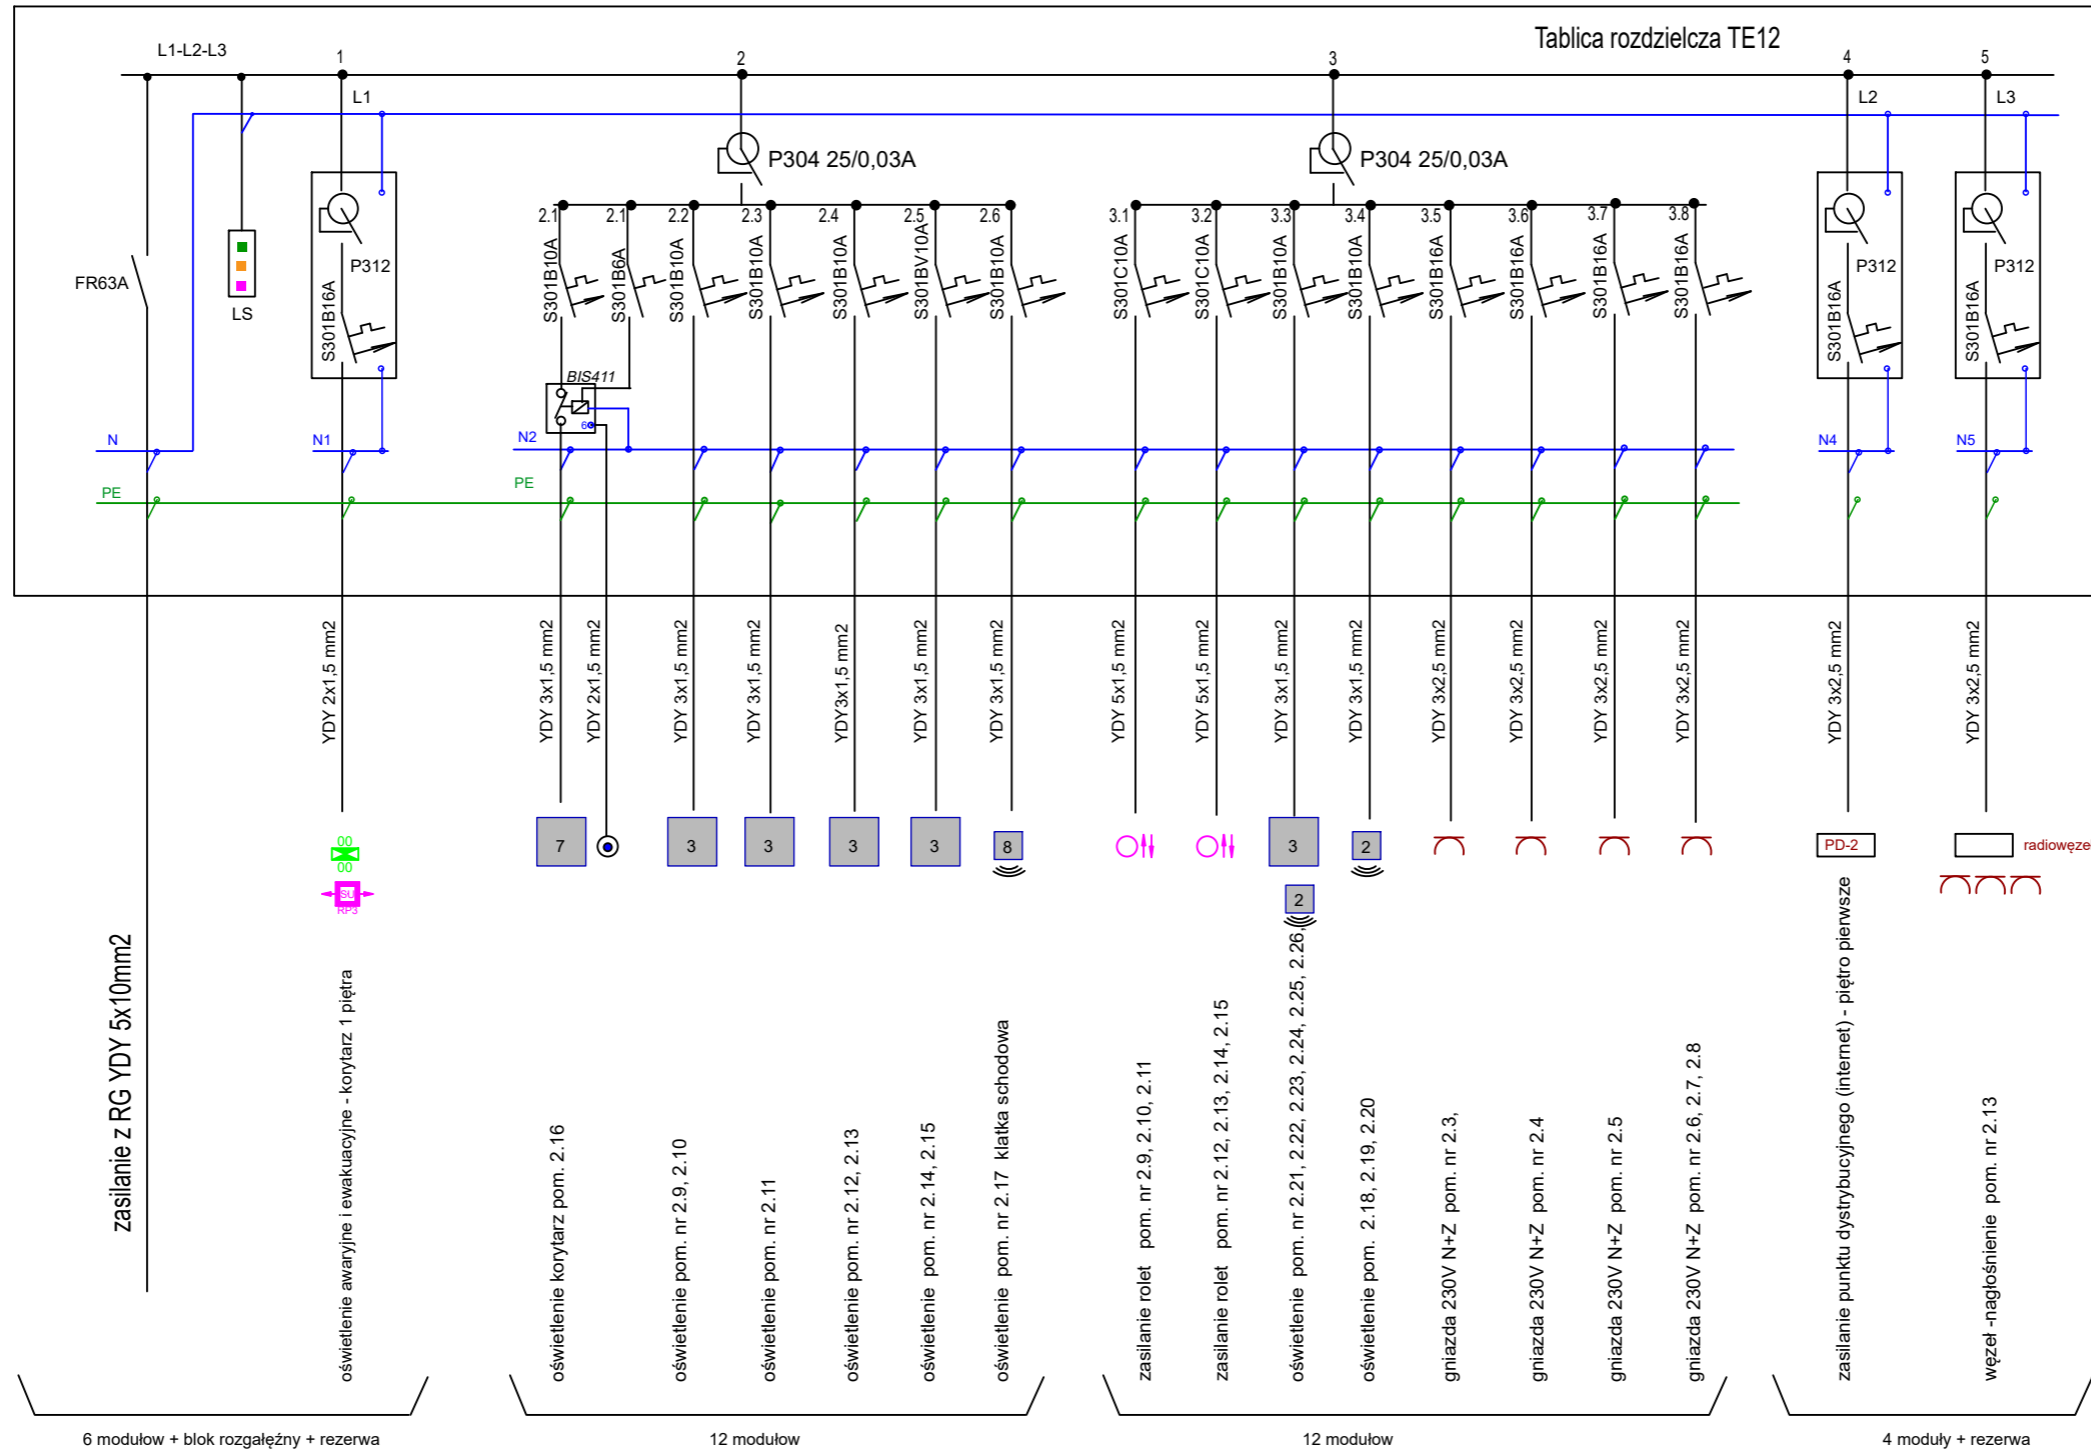 Tablica rozdzielcza TE12
L1-L2-L3
1
2
3
4
5
L1
L2
L3
P304 25/0,03A
P304 25/0,03A
2.1
2.1
2.2
2.3
2.4
2.5
2.6
3.1
3.2
3.3
3.4
3.5
3.6
3.7
3.8
FR63A
LS
P312
S301B16A
S301B10A
S301B6A
S301B10A
S301B10A
S301B10A
S301BV10A
S301B10A
S301C10A
S301C10A
S301B10A
S301B10A
S301B16A
S301B16A
S301B16A
S301B16A
P312
S301B16A
P312
S301B16A
BIS411
6
N
N1
N2
N4
N5
PE
PE
YDY 2x1,5 mm2
YDY 3x1,5 mm2
YDY 2x1,5 mm2
YDY 3x1,5 mm2
YDY 3x1,5 mm2
YDY3x1,5 mm2
YDY 3x1,5 mm2
YDY 3x1,5 mm2
YDY 5x1,5 mm2
YDY 5x1,5 mm2
YDY 3x1,5 mm2
YDY 3x1,5 mm2
YDY 3x2,5 mm2
YDY 3x2,5 mm2
YDY 3x2,5 mm2
YDY 3x2,5 mm2
YDY 3x2,5 mm2
YDY 3x2,5 mm2
00
00
RP3
7
3
3
3
3
8
3
2
2
PD-2
radiowęze
zasilanie z RG YDY 5x10mm2
oświetlenie awaryjne i ewakuacyjne - korytarz 1 piętra
oświetlenie korytarz pom. 2.16
oświetlenie pom. nr 2.9, 2.10
oświetlenie pom. nr 2.11
oświetlenie pom. nr 2.12, 2.13
oświetlenie pom. nr 2.14, 2.15
oświetlenie pom. nr 2.17 klatka schodowa
zasilanie rolet pom. nr 2.9, 2.10, 2.11
zasilanie rolet pom. nr 2.12, 2.13, 2.14, 2.15
oświetlenie pom. nr 2.21, 2.22, 2.23, 2.24, 2.25, 2.26,
oświetlenie pom. 2.18, 2.19, 2.20
gniazda 230V N+Z pom. nr 2.3,
gniazda 230V N+Z pom. nr 2.4
gniazda 230V N+Z pom. nr 2.5
gniazda 230V N+Z pom. nr 2.6, 2.7, 2.8
zasilanie punktu dystrybucyjnego (internet) - piętro pierwsze
węzeł -nagłośnienie pom. nr 2.13
6 modułow + blok rozgałęźny + rezerwa
12 modułow
12 modułow
4 moduły + rezerwa